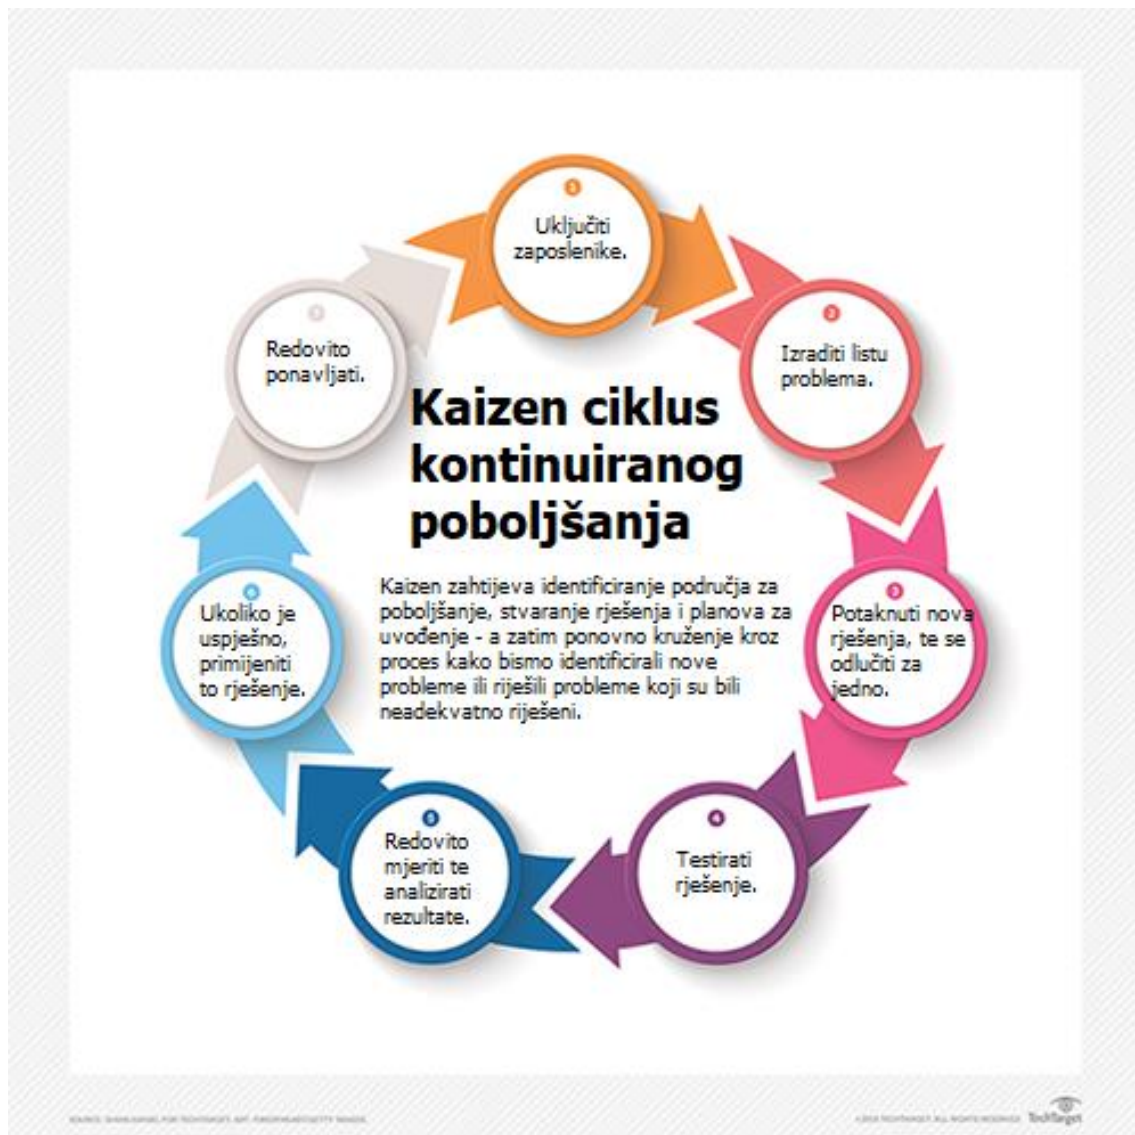 1
Uključiti
zaposlenike.
2
Izraditi listu
problema.
3
Potaknuti nova
rješenja, te se
odlučiti za
jedno.
4
Testirati
rješenje.
5
Redovito
mjeriti te
analizirati
rezultate.
6
Ukoliko je
uspješno,
primijeniti
to rješenje.
7
Redovito
ponavljati.
Kaizen ciklus
kontinuiranog
poboljšanja
Kaizen zahtijeva identificiranje područja za
poboljšanje, stvaranje rješenja i planova za
uvođenje - a zatim ponovno kruženje kroz
proces kako bismo identificirali nove
probleme ili riješili probleme koji su bili
neadekvatno riješeni.
TechTarget